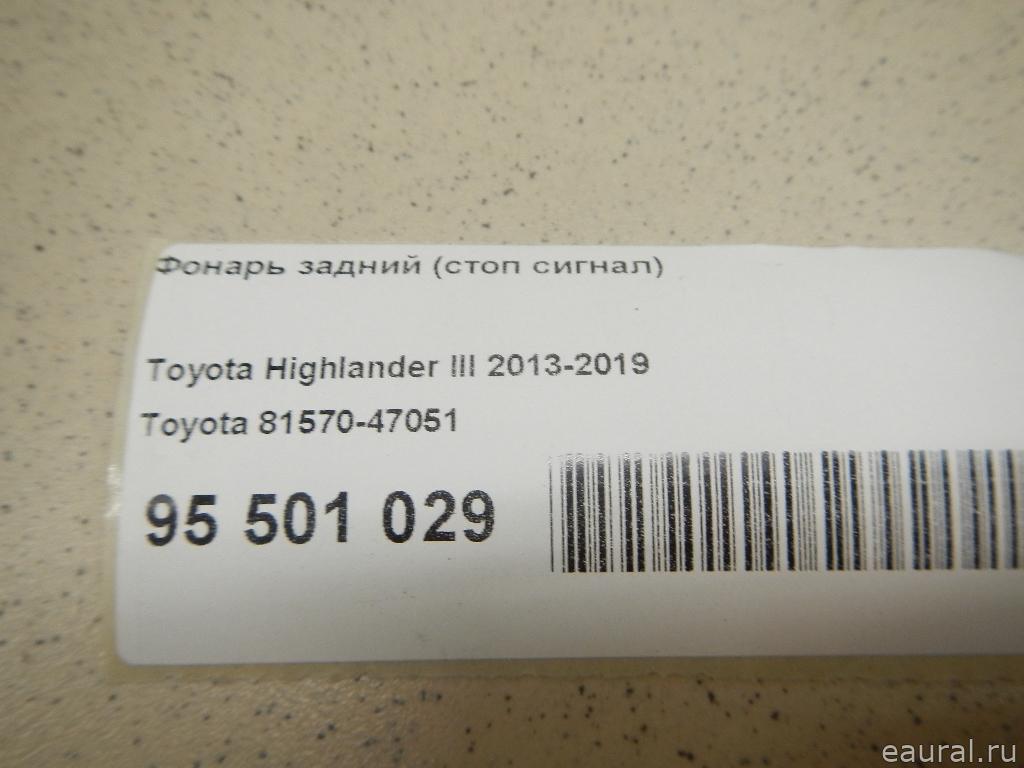 Фонарь задний (стоп сигнал)
Toyota Highlander III 2013-2019
Toyota 81570-47051
95 501 029
eaural.ru